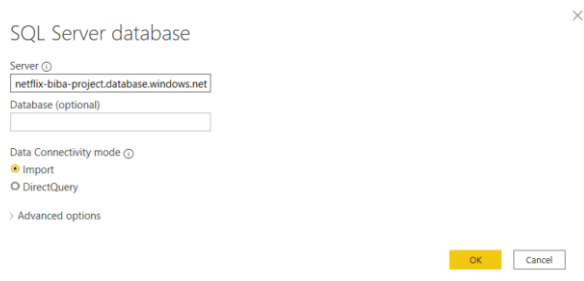 SQL Server database
Server
netflix-biba-project.database.windows.net
Database (optional)
Data Connectivity mode
Import
DirectQuery
Advanced options
OK Cancel